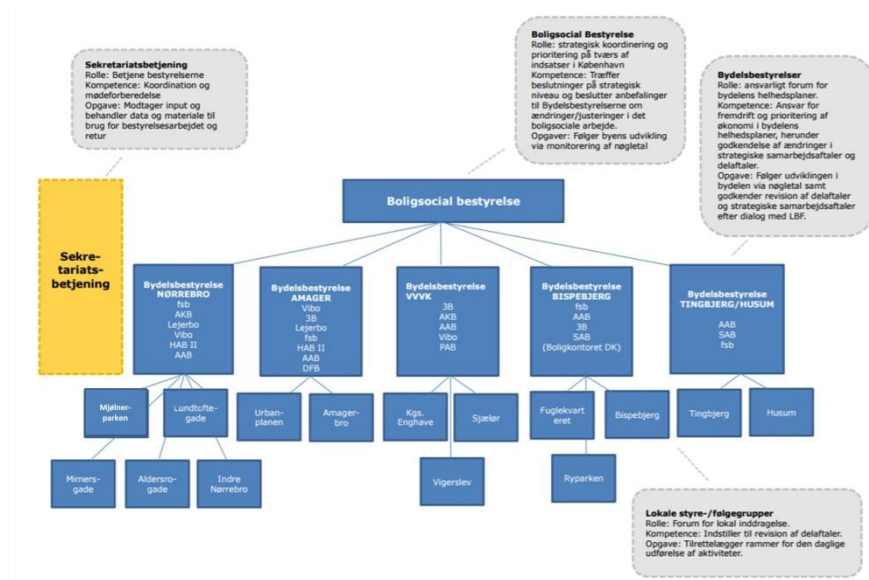 Sekretariatsbetjening
Rolle: Betjene bestyrelserne
Kompetence: Koordination og
mødeforberedelse
Opgave: Modtager input og
behandler data og materiale til
brug for bestyrelsesarbejdet og
retur
Boligsocial Bestyrelse
Rolle: strategisk koordinering og
prioritering på tværs af
indsatser i København
Kompetence: Træffer
beslutninger på strategisk
niveau og beslutter anbefalinger
til Bydelsbestyrelserne om
ændringer/justeringer i det
boligsociale arbejde.
Opgaver: Følger byens udvikling
via monitorering af nøgletal
Bydelsbestyrelser
Rolle: ansvarligt forum for
bydelens helhedsplaner.
Kompetence: Ansvar for
fremdrift og prioritering af
økonomi i bydelens
helhedsplaner, herunder
godkendelse af ændringer i
strategiske samarbejdsaftaler og
delaftaler.
Opgave: Følger udviklingen i
bydelen via nøgletal samt
godkender revision af delaftaler
og strategiske samarbejdsaftaler
efter dialog med LBF.
Boligsocial bestyrelse
Sekre-
tariats-
betjening
Bydelsbestyrelse
NØRREBRO
fsb
AKB
Lejerbo
Vibo
HAB II
AAB
Bydelsbestyrelse
AMAGER
Vibo
3B
Lejerbo
fsb
HAB II
AAB
DFB
Bydelsbestyrelse
VVVK
3B
AKB
AAB
Vibo
PAB
Bydelsbestyrelse
BISPEBJERG
fsb
AAB
3B
SAB
(Boligkontoret DK)
Bydelsbestyrelse
TINGBJERG/HUSUM
AAB
SAB
fsb
Mjølner-
parken
Lundtofte-
gade
Urban-
planen
Amager-
bro
Kgs.
Enghave
Sjælør
Fuglekvart
eret
Bispebjerg
Tingbjerg
Husum
Mimers-
gade
Aldersro-
gade
Indre
Nørrebro
Vigerslev
Ryparken
Lokale styre-/følgegrupper
Rolle: Forum for lokal inddragelse.
Kompetence: Indstiller til revision af delaftaler.
Opgave: Tilrettelægger rammer for den daglige
udførelse af aktiviteter.